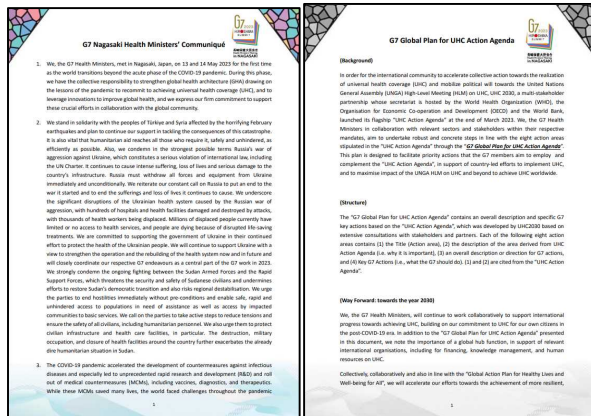 G7 Nagasaki Health Ministers' Communiqué
1. We, the G7 Health Ministers, met in Nagasaki, Japan, on 13 and 14 May 2023 for the first time
as the world transitions beyond the acute phase of the COVID-19 pandemic. During this phase,
we have the collective responsibility to strengthen global health architecture (GHA) drawing on
the lessons of the pandemic to recommit to achieving universal health coverage (UHC), and to
leverage innovations to improve global health, and we express our firm commitment to support
these crucial efforts in collaboration with the global community.
2. We stand in solidarity with the peoples of Türkiye and Syria affected by the horrifying February
earthquakes and plan to continue our support in tackling the consequences of this catastrophe.
It is also vital that humanitarian aid reaches all those who require it, safely and unhindered, as
efficiently as possible. Also, we condemn in the strongest possible terms Russia's war of
aggression against Ukraine, which constitutes a serious violation of international law, including
the UN Charter. It continues to cause intense suffering, loss of lives and serious damage to the
country's infrastructure. Russia must withdraw all forces and equipment from Ukraine
immediately and unconditionally. We reiterate our constant call on Russia to put an end to the
war it started and to end the sufferings and loss of lives it continues to cause. We underscore
the significant disruptions of the Ukrainian health system caused by the Russian war of
aggression, with hundreds of hospitals and health facilities damaged and destroyed by attacks,
with thousands of health workers being displaced. Millions of displaced people currently have
limited or no access to health services, and people are dying because of disrupted life-saving
treatments. We are committed to supporting the government of Ukraine in their continued
effort to protect the health of the Ukrainian people. We will continue to support Ukraine with a
view to strengthen the operation and the rebuilding of the health system now and in future and
will closely coordinate our respective G7 endeavours as a central part of the G7 work in 2023.
We strongly condemn the ongoing fighting between the Sudan Armed Forces and the Rapid
Support Forces, which threatens the security and safety of Sudanese civilians and undermines
efforts to restore Sudan's democratic transition and also risks regional destabilisation. We urge
the parties to end hostilities immediately without pre-conditions and enable safe, rapid and
unhindered access to populations in need of assistance as well as access by impacted
communities to basic services. We call on the parties to take active steps to reduce tensions and
ensure the safety of all civilians, including humanitarian personnel. We also urge them to protect
civilian infrastructure and health care facilities, in particular. The destruction, military
occupation, and closure of health facilities around the country further exacerbates the already
dire humanitarian situation in Sudan.
3. The COVID-19 pandemic accelerated the development of countermeasures against infectious
diseases and especially led to unprecedented rapid research and development (R&D) and roll
out of medical countermeasures (MCMs), including vaccines, diagnostics, and therapeutics.
While these MCMs saved many lives, the world faced challenges throughout the pandemic
1
G7 Global Plan for UHC Action Agenda
(Background)
In order for the international community to accelerate collective action towards the realization
of universal health coverage (UHC) and mobilize political will towards the United Nations
General Assembly (UNGA) High-Level Meeting (HLM) on UHC, UHC 2030, a multi-stakeholder
partnership whose secretariat is hosted by the World Health Organization (WHO), the
Organisation for Economic Co-operation and Development (OECD) and the World Bank,
launched its flagship "UHC Action Agenda" at the end of March 2023. We, the G7 Health
Ministers in collaboration with relevant sectors and stakeholders within their respective
mandates, aim to undertake robust and concrete steps in line with the eight action areas
stipulated in the "UHC Action Agenda" through the "G7 Global Plan for UHC Action Agenda".
This plan is designed to facilitate priority actions that the G7 members aim to employ and
complement the "UHC Action Agenda", in support of country-led efforts to implement UHC,
and to maximise impact of the UNGA HLM on UHC and beyond to achieve UHC worldwide.
(Structure)
The "G7 Global Plan for UHC Action Agenda" contains an overall description and specific G7
key actions based on the "UHC Action Agenda", which was developed by UHC2030 based on
extensive consultations with stakeholders and partners. Each of the following eight action
areas contains (1) the Title (Action area), (2) the description of the area derived from UHC
Action Agenda (i.e. why it is important), (3) an overall description or direction for G7 actions,
and (4) Key G7 Actions (i.e., what the G7 should do). (1) and (2) are cited from the "UHC Action
Agenda".
(Way Forward: towards the year 2030)
We, the G7 Health Ministers, will continue to work collaboratively to support international
progress towards achieving UHC, building on our commitment to UHC for our own citizens in
the post-COVID-19 era. In addition to the "G7 Global Plan for UHC Action Agenda" presented
in this document, we note the importance of a global hub function, in support of relevant
international organisations, including for financing, knowledge management, and human
resources on UHC.
Collectively, collaboratively and also in line with the "Global Action Plan for Healthy Lives and
Well-being for All", we will accelerate our efforts towards the achievement of more resilient,
1